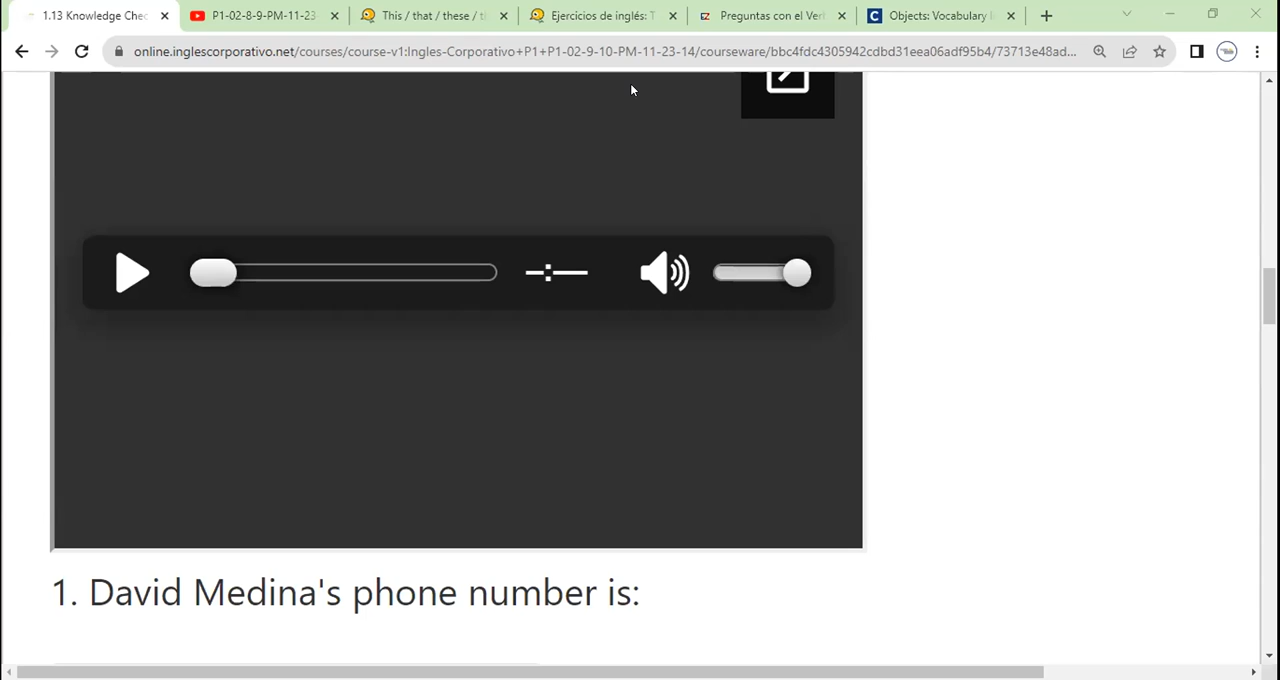 1.13 Knowledge Chec
P1-02-8-9-PM-11-23
This / that / these / t
Ejercicios de inglés: T
Preguntas con el Verl
Objects: Vocabulary l
online.inglescorporativo.net/courses/course-v1:Ingles-Corporativo+P1+P1-02-9-10-PM-11-23-14/courseware/bbc4fdc4305942cdbd31eea06adf95b4/73713e48ad...
1. David Medina's phone number is: